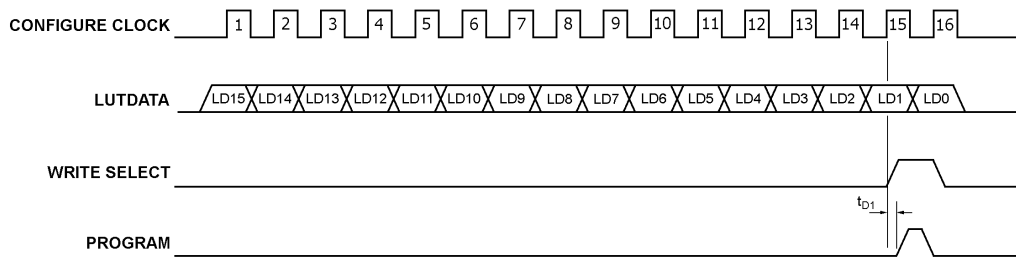 CONFIGURE CLOCK 1 2 3 4 5 6 7 8 9 10 11 12 13 14 15 16
LUTDATA LD15 LD14 LD13 LD12 LD11 LD10 LD9 LD8 LD7 LD6 LD5 LD4 LD3 LD2 LD1 LD0
WRITE SELECT
tD1
PROGRAM